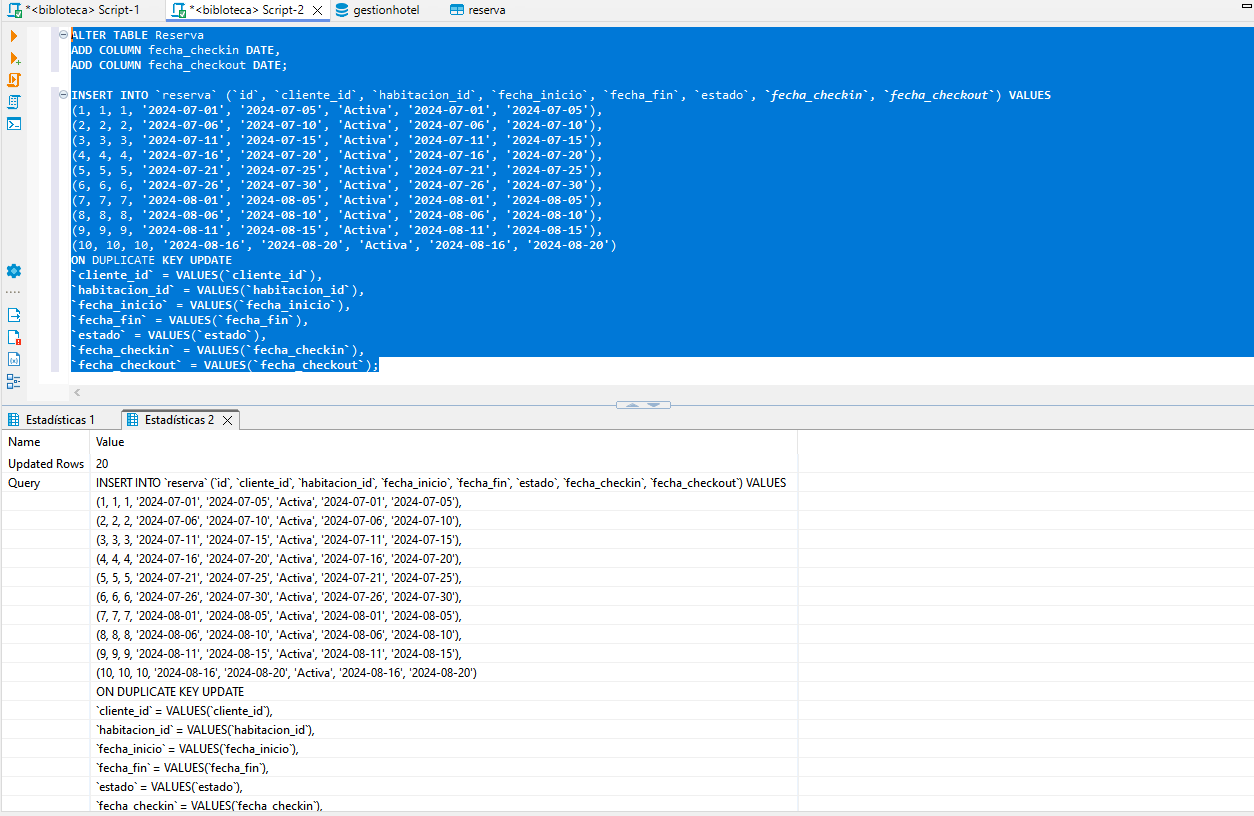 *<bibloteca> Script-1
*<bibloteca> Script-2
gestionhotel
reserva
ALTER TABLE Reserva
ADD COLUMN fecha_checkin DATE,
ADD COLUMN fecha_checkout DATE;
INSERT INTO `reserva` (`id`, `cliente_id`, `habitacion_id`, `fecha_inicio`, `fecha_fin`, `estado`, `fecha_checkin`, `fecha_checkout`) VALUES
(1, 1, 1, '2024-07-01', '2024-07-05', 'Activa', '2024-07-01', '2024-07-05'),
(2, 2, 2, '2024-07-06', '2024-07-10', 'Activa', '2024-07-06', '2024-07-10'),
(3, 3, 3, '2024-07-11', '2024-07-15', 'Activa', '2024-07-11', '2024-07-15'),
(4, 4, 4, '2024-07-16', '2024-07-20', 'Activa', '2024-07-16', '2024-07-20'),
(5, 5, 5, '2024-07-21', '2024-07-25', 'Activa', '2024-07-21', '2024-07-25'),
(6, 6, 6, '2024-07-26', '2024-07-30', 'Activa', '2024-07-26', '2024-07-30'),
(7, 7, 7, '2024-08-01', '2024-08-05', 'Activa', '2024-08-01', '2024-08-05'),
(8, 8, 8, '2024-08-06', '2024-08-10', 'Activa', '2024-08-06', '2024-08-10'),
(9, 9, 9, '2024-08-11', '2024-08-15', 'Activa', '2024-08-11', '2024-08-15'),
(10, 10, 10, '2024-08-16', '2024-08-20', 'Activa', '2024-08-16', '2024-08-20')
ON DUPLICATE KEY UPDATE
`cliente_id` = VALUES(`cliente_id`),
`habitacion_id` = VALUES(`habitacion_id`),
`fecha_inicio` = VALUES(`fecha_inicio`),
`fecha_fin` = VALUES(`fecha_fin`),
`estado` = VALUES(`estado`),
`fecha_checkin` = VALUES(`fecha_checkin`),
`fecha_checkout` = VALUES(`fecha_checkout`);
Estadísticas 1
Estadísticas 2
Name Value
Updated Rows 20
Query INSERT INTO `reserva` (`id`, `cliente_id`, `habitacion_id`, `fecha_inicio`, `fecha_fin`, `estado`, `fecha_checkin`, `fecha_checkout`) VALUES
(1, 1, 1, '2024-07-01', '2024-07-05', 'Activa', '2024-07-01', '2024-07-05'),
(2, 2, 2, '2024-07-06', '2024-07-10', 'Activa', '2024-07-06', '2024-07-10'),
(3, 3, 3, '2024-07-11', '2024-07-15', 'Activa', '2024-07-11', '2024-07-15'),
(4, 4, 4, '2024-07-16', '2024-07-20', 'Activa', '2024-07-16', '2024-07-20'),
(5, 5, 5, '2024-07-21', '2024-07-25', 'Activa', '2024-07-21', '2024-07-25'),
(6, 6, 6, '2024-07-26', '2024-07-30', 'Activa', '2024-07-26', '2024-07-30'),
(7, 7, 7, '2024-08-01', '2024-08-05', 'Activa', '2024-08-01', '2024-08-05'),
(8, 8, 8, '2024-08-06', '2024-08-10', 'Activa', '2024-08-06', '2024-08-10'),
(9, 9, 9, '2024-08-11', '2024-08-15', 'Activa', '2024-08-11', '2024-08-15'),
(10, 10, 10, '2024-08-16', '2024-08-20', 'Activa', '2024-08-16', '2024-08-20')
ON DUPLICATE KEY UPDATE
`cliente_id` = VALUES(`cliente_id`),
`habitacion_id` = VALUES(`habitacion_id`),
`fecha_inicio` = VALUES(`fecha_inicio`),
`fecha_fin` = VALUES(`fecha_fin`),
`estado` = VALUES(`estado`),
`fecha_checkin` = VALUES(`fecha_checkin`),